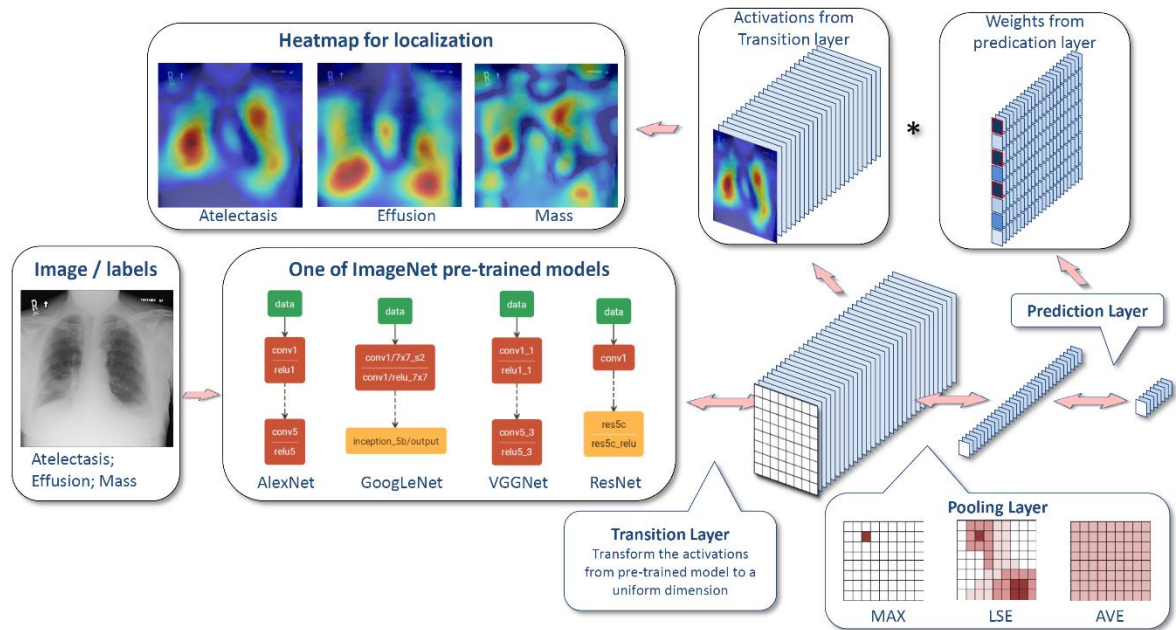 Heatmap for localization
Atelectasis
Effusion
Mass
Activations from
Transition layer
*
Weights from
predication layer
Image / labels
R
Atelectasis;
Effusion; Mass
One of ImageNet pre-trained models
data
conv1
relu1
conv5
relu5
AlexNet
data
conv1/7x7_s2
conv1/relu_7x7
inception_5b/output
GoogLeNet
data
conv1_1
relu1_1
conv5_3
relu5_3
VGGNet
data
conv1
res5c
res5c_relu
ResNet
Prediction Layer
Transition Layer
Transform the activations
from pre-trained model to a
uniform dimension
Pooling Layer
MAX
LSE
AVE